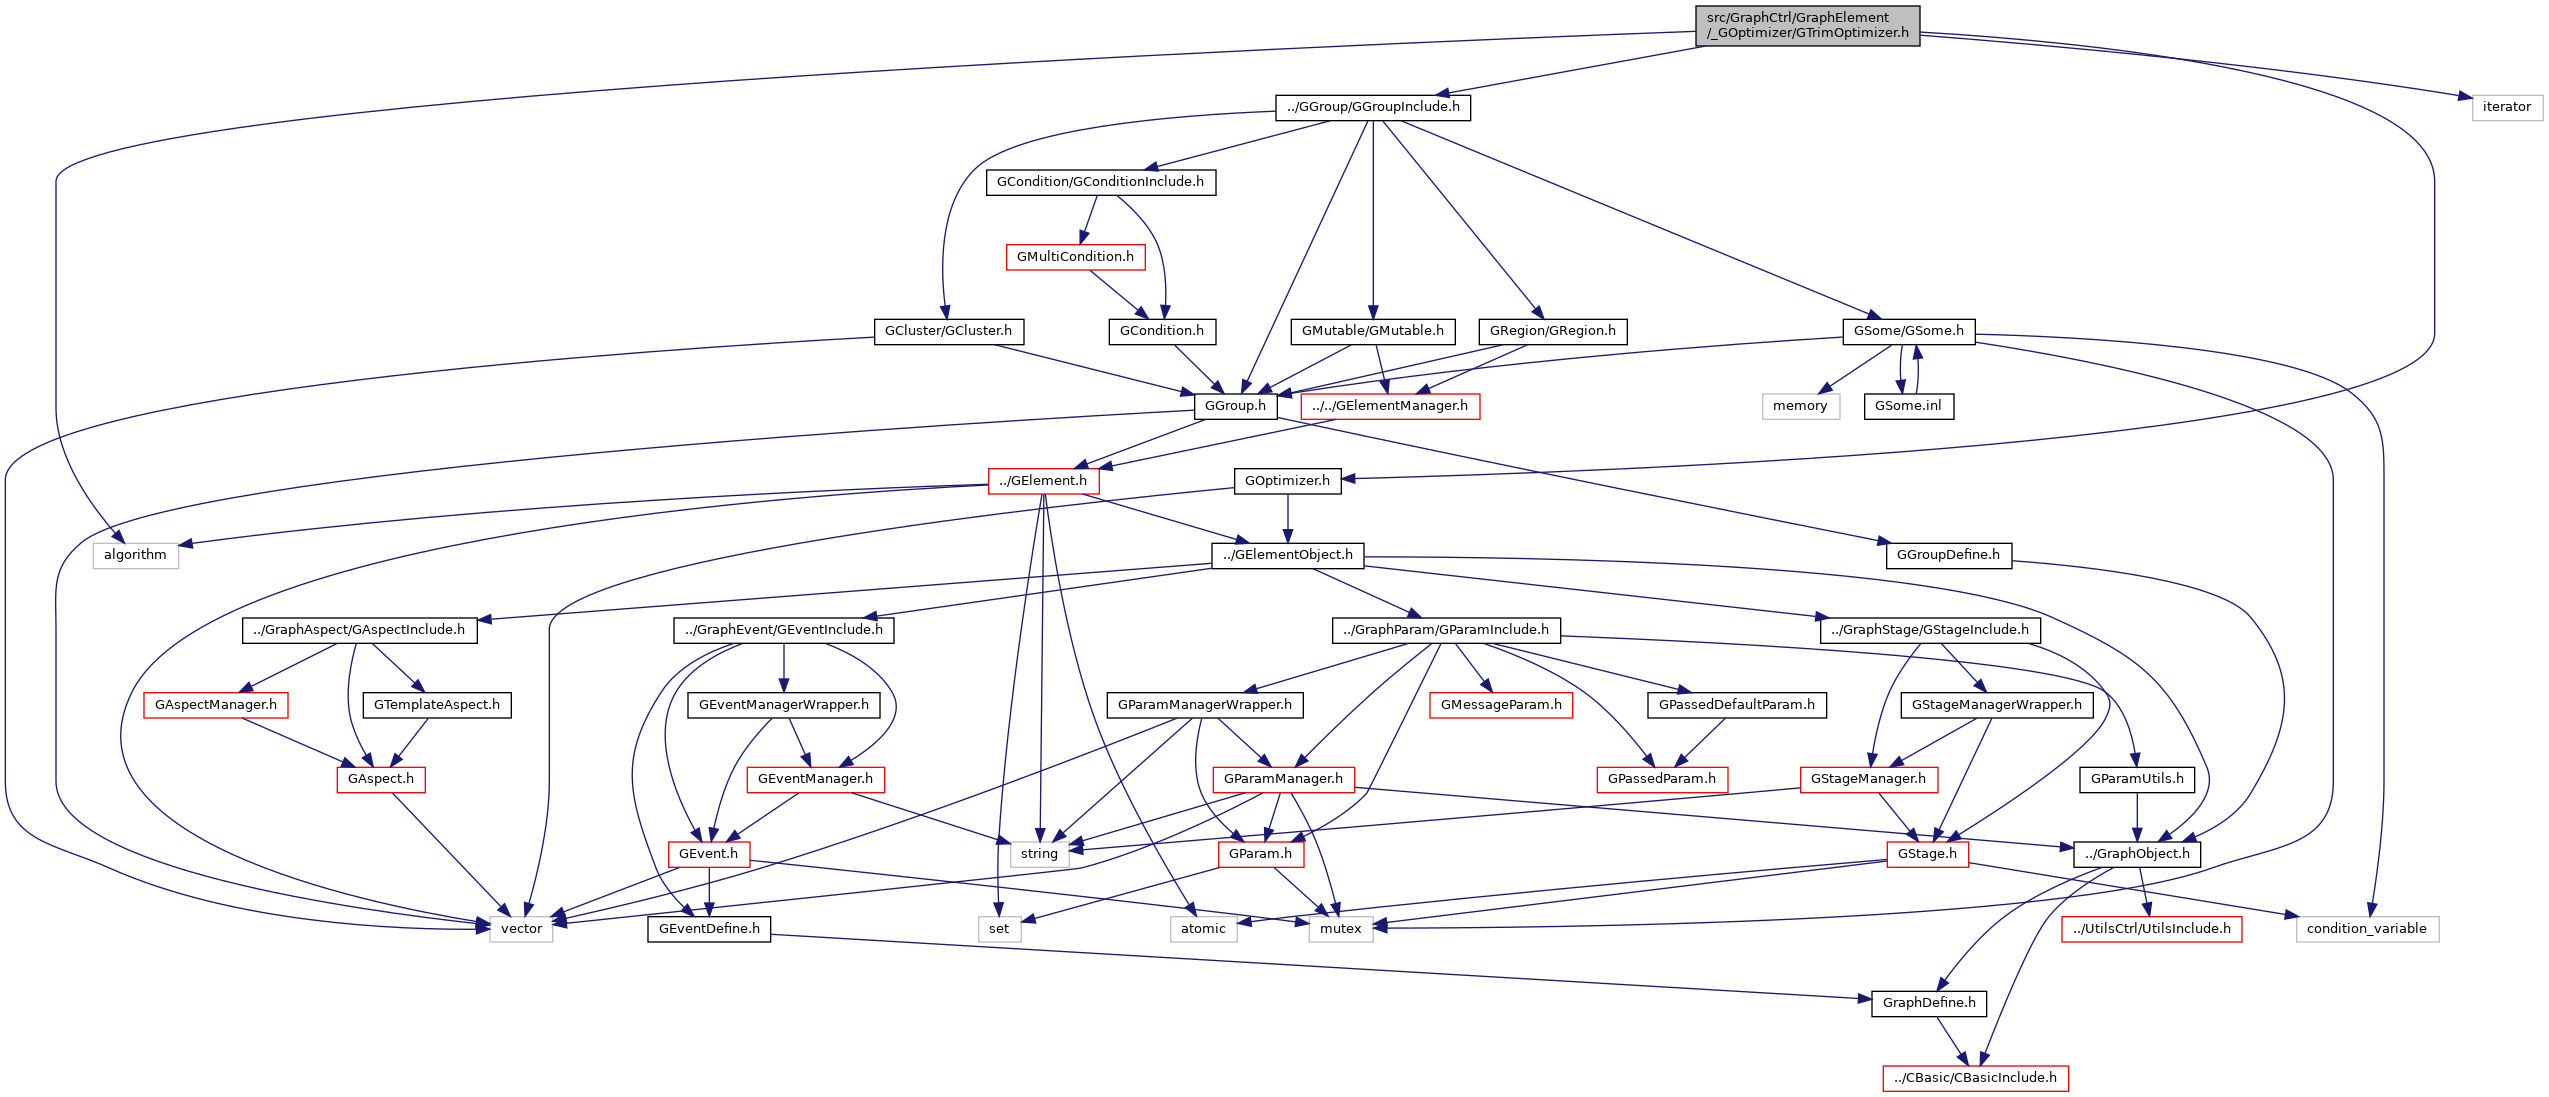 src/GraphCtrl/GraphElement
/_GOptimizer/GTrimOptimizer.h
../GGroup/GGroupInclude.h
iterator
GCondition/GConditionInclude.h
GMultiCondition.h
GCluster/GCluster.h
GCondition.h
GMutable/GMutable.h
GRegion/GRegion.h
GSome/GSome.h
GGroup.h
../../GElementManager.h
memory
GSome.inl
../GElement.h
GOptimizer.h
algorithm
../GElementObject.h
GGroupDefine.h
../GraphAspect/GAspectInclude.h
../GraphEvent/GEventInclude.h
../GraphParam/GParamInclude.h
../GraphStage/GStageInclude.h
GAspectManager.h
GTemplateAspect.h
GEventManagerWrapper.h
GParamManagerWrapper.h
GMessageParam.h
GPassedDefaultParam.h
GStageManagerWrapper.h
GAspect.h
GEventManager.h
GParamManager.h
GPassedParam.h
GStageManager.h
GParamUtils.h
GEvent.h
string
GParam.h
GStage.h
../GraphObject.h
vector
GEventDefine.h
set
atomic
mutex
../UtilsCtrl/UtilsInclude.h
condition_variable
GraphDefine.h
../CBasic/CBasicInclude.h